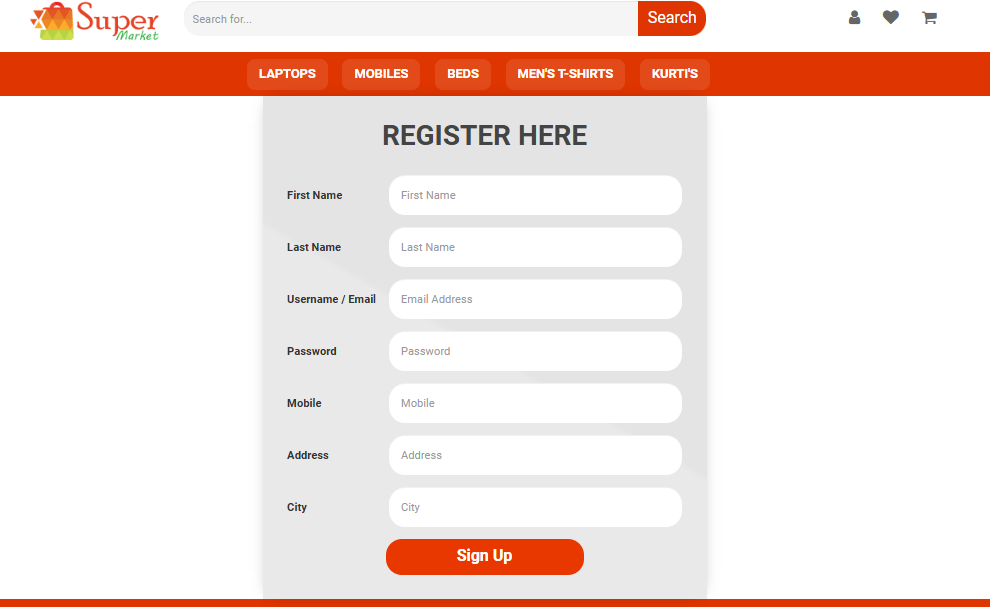 Super
Market
Search for...
Search
LAPTOPS MOBILES BEDS MEN'S T-SHIRTS KURTI'S
REGISTER HERE
First Name First Name
Last Name Last Name
Username / Email Email Address
Password Password
Mobile Mobile
Address Address
City City
Sign Up